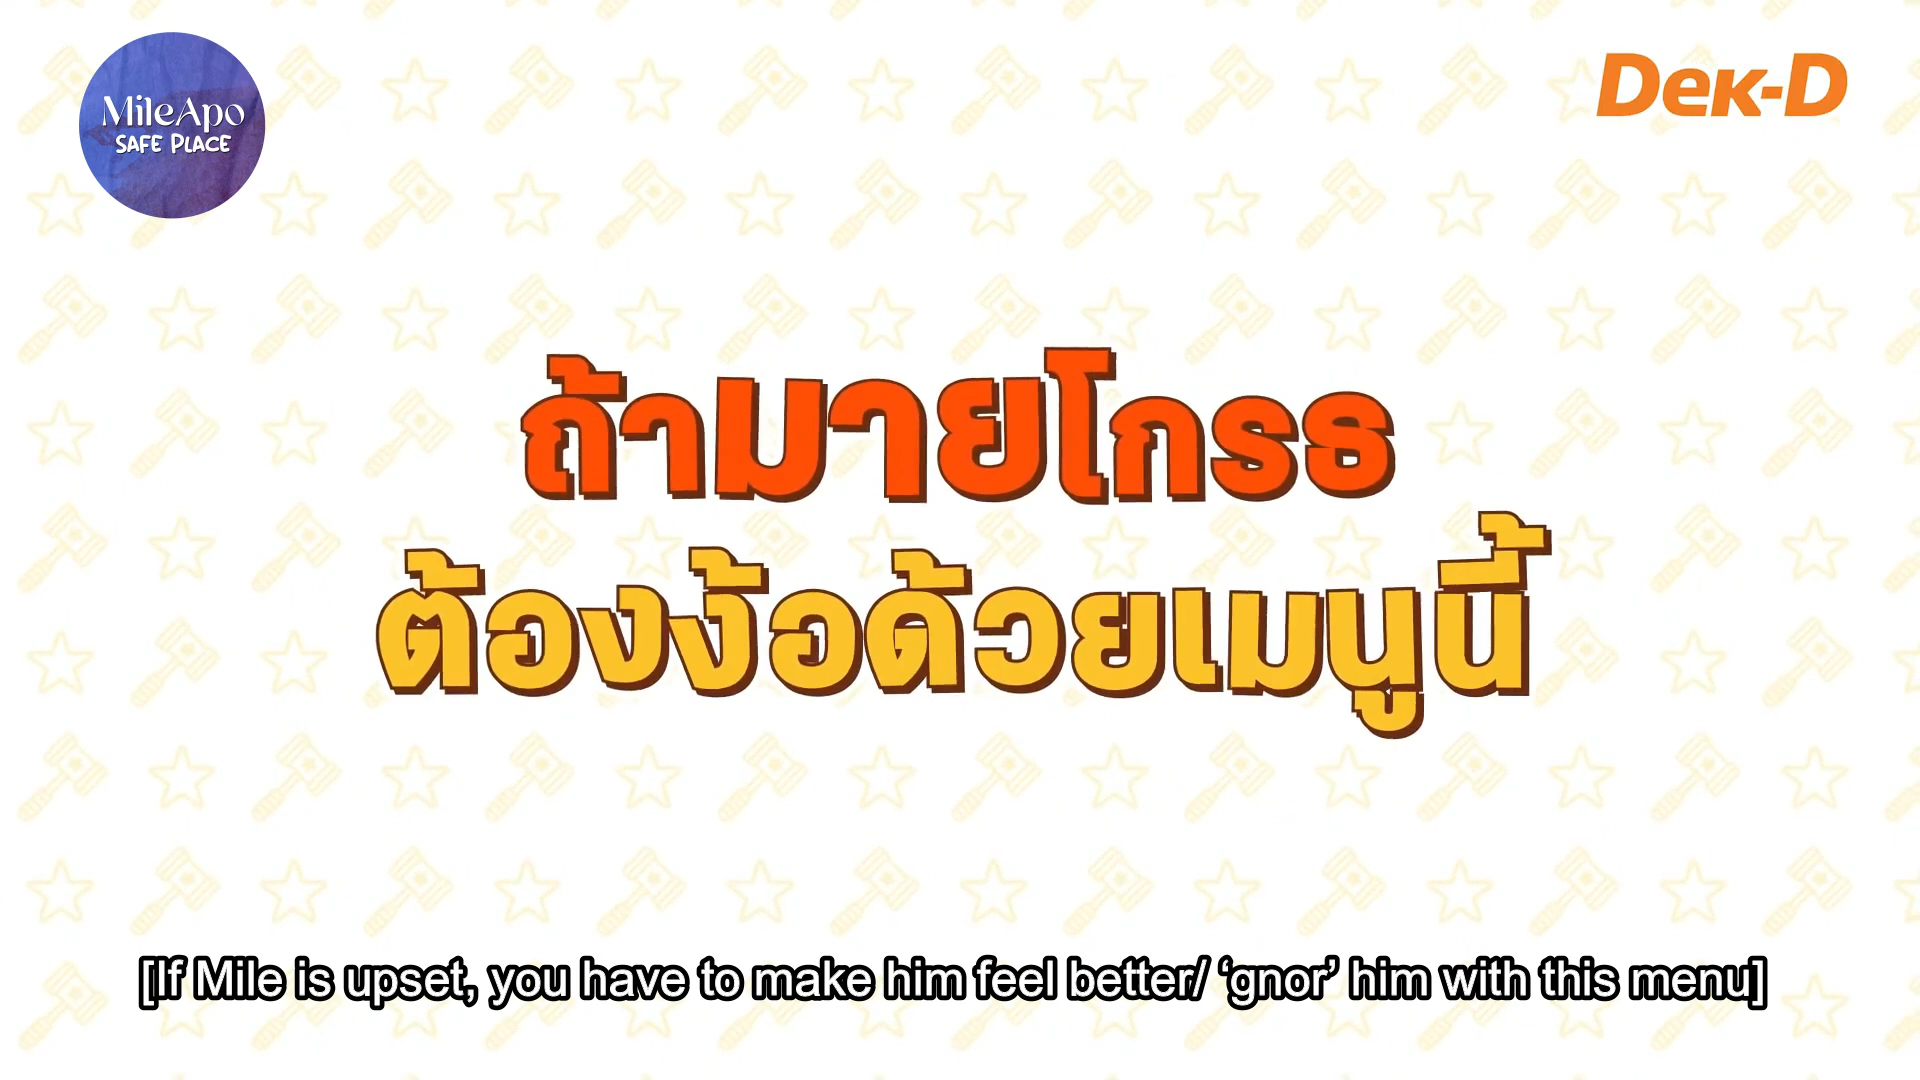 MileApo
SAFE PLACE
Dek-D
ถ้ามายโกรธ
ต้องง้อด้วยเมนูนี้
[If Mile is upset, you have to make him feel better/ ‘gnor’ him with this menu]